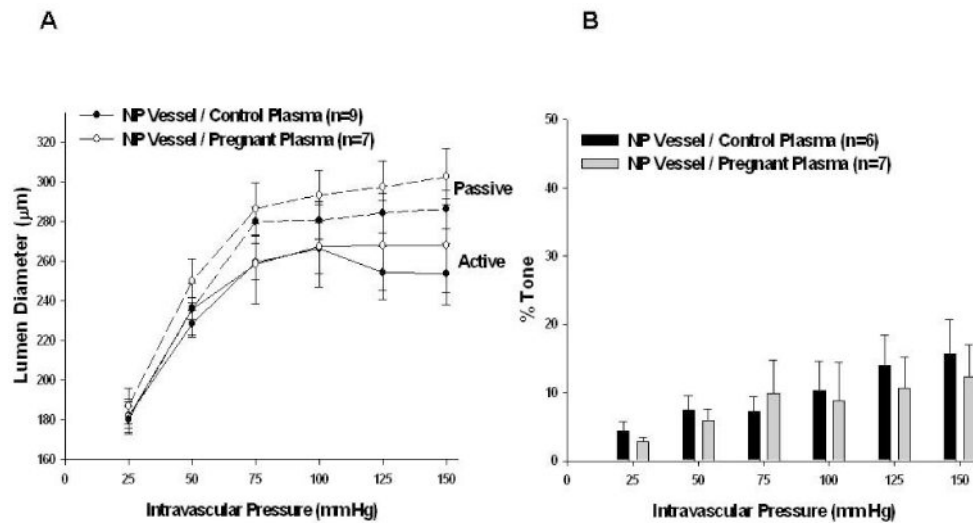 A
NP Vessel / Control Plasma (n=9)
NP Vessel / Pregnant Plasma (n=7)
320
300
280
260
240
220
200
180
160
Lumen Diameter (μm)
Passive
Active
0 25 50 75 100 125 150
Intravascular Pressure (mmHg)
B
NP Vessel / Control Plasma (n=6)
NP Vessel / Pregnant Plasma (n=7)
50
40
30
20
10
0
% Tone
0 25 50 75 100 125 150
Intravascular Pressure (mmHg)